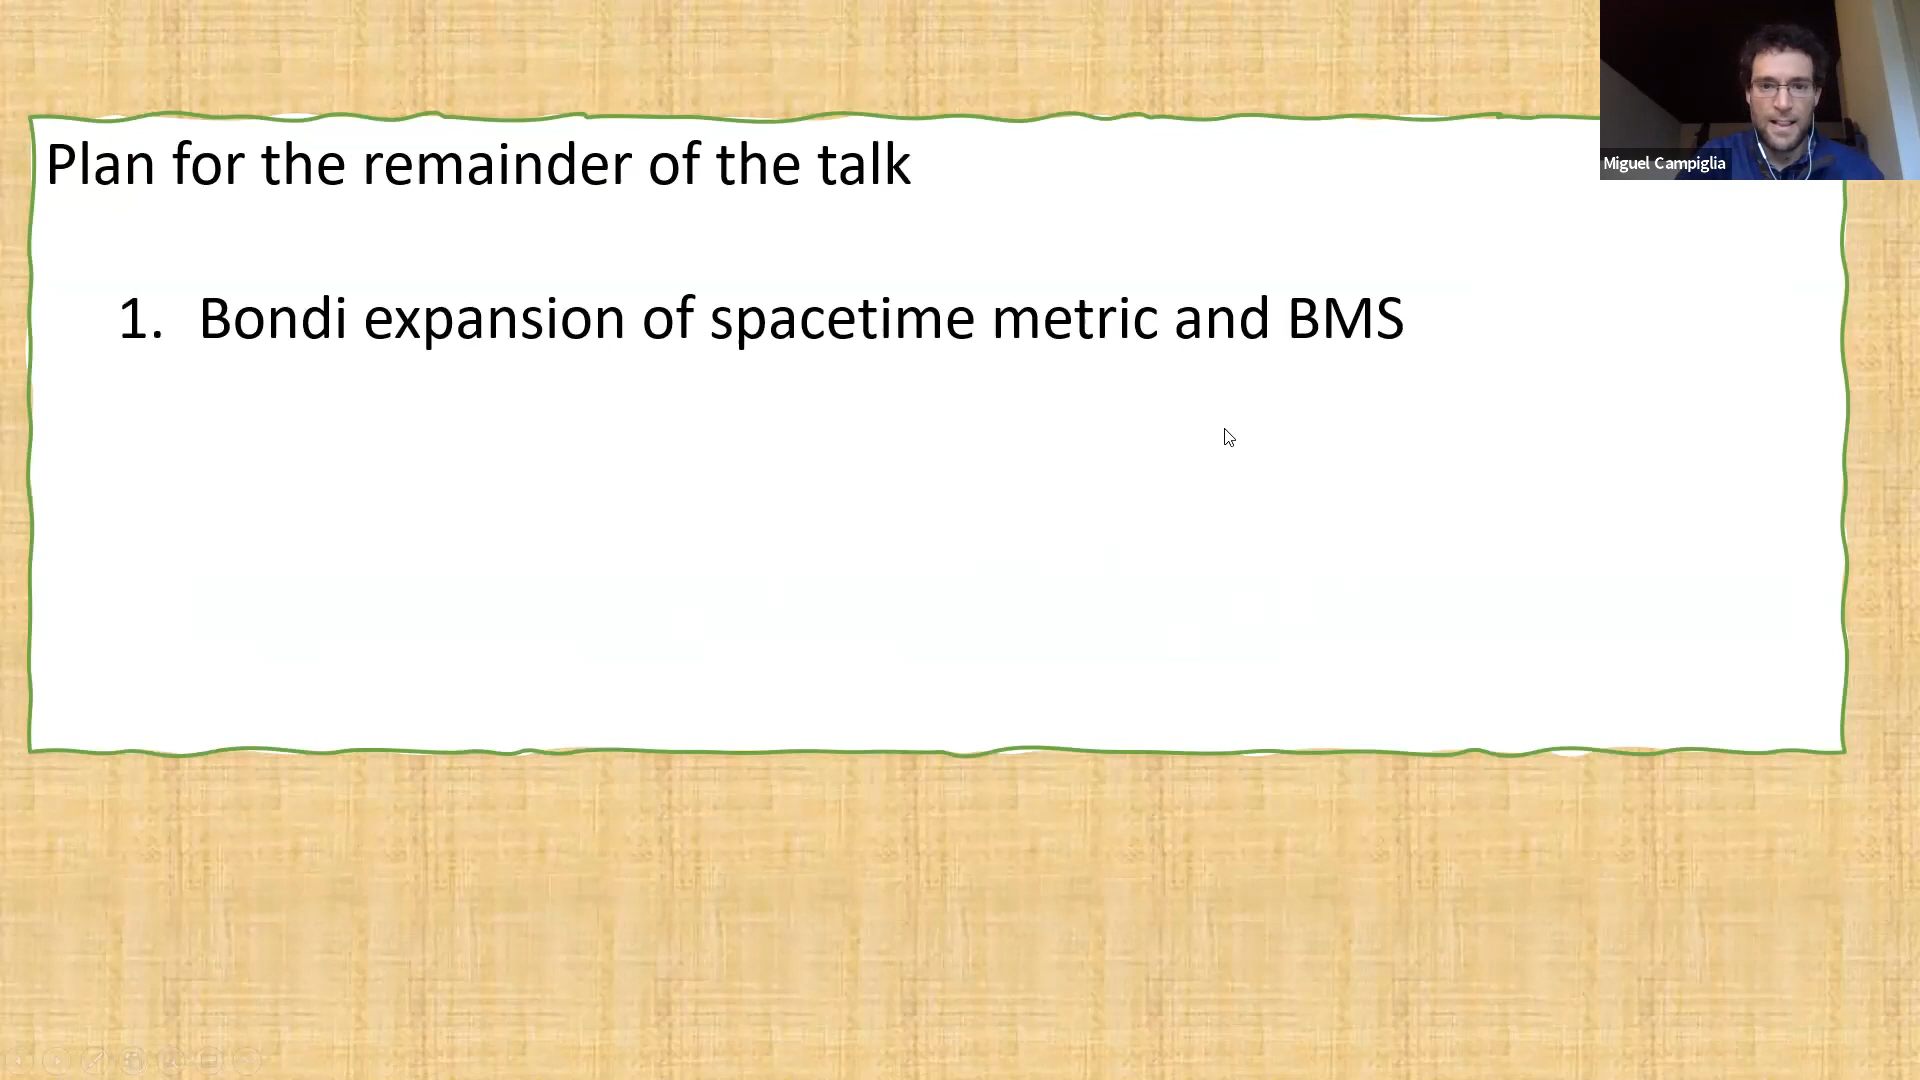 Plan for the remainder of the talk
1. Bondi expansion of spacetime metric and BMS
Miguel Campiglia